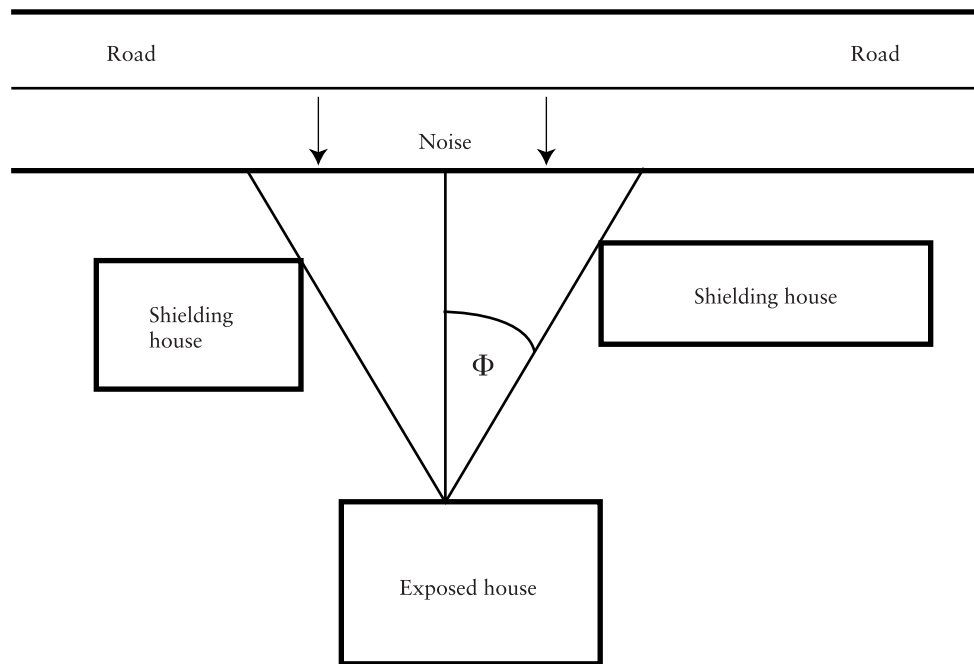 Road
Road
Noise
Shielding
house
Shielding house
Φ
Exposed house